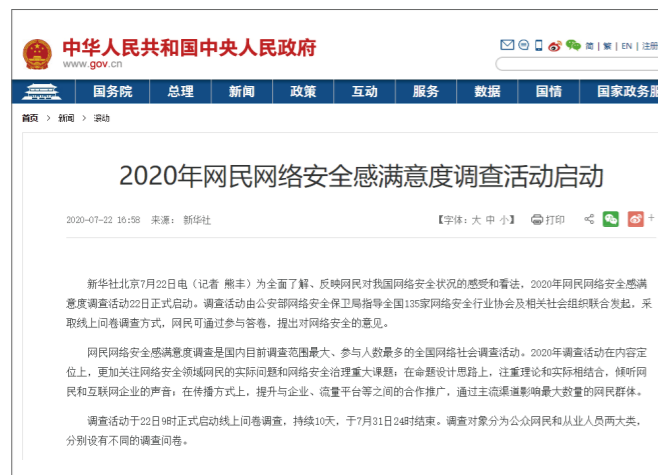 中华人民共和国中央人民政府
www.gov.cn
简 | 繁 | EN | 注册
国务院 总理 新闻 政策 互动 服务 数据 国情 国家政务服
首页 > 新闻 > 滚动
2020年网民网络安全感满意度调查活动启动
2020-07-22 16:58 来源: 新华社 【字体: 大 中 小】 打印 +
新华社北京7月22日电（记者 熊丰）为全面了解、反映网民对我国网络安全状况的感受和看法，2020年网民网络安全感满
意度调查活动22日正式启动。调查活动由公安部网络安全保卫局指导全国135家网络安全行业协会及相关社会组织联合发起，采
取线上问卷调查方式，网民可通过参与答卷，提出对网络安全的意见。
网民网络安全感满意度调查是国内目前调查范围最大、参与人数最多的全国网络社会调查活动。2020年调查活动在内容定
位上，更加关注网络安全领域网民的实际问题和网络安全治理重大课题；在命题设计思路上，注重理论和实际相结合，倾听网
民和互联网企业的声音；在传播方式上，提升与企业、流量平台等之间的合作推广，通过主流渠道影响最大数量的网民群体。
调查活动于22日9时正式启动线上问卷调查，持续10天，于7月31日24时结束。调查对象分为公众网民和从业人员两大类，
分别设有不同的调查问卷。